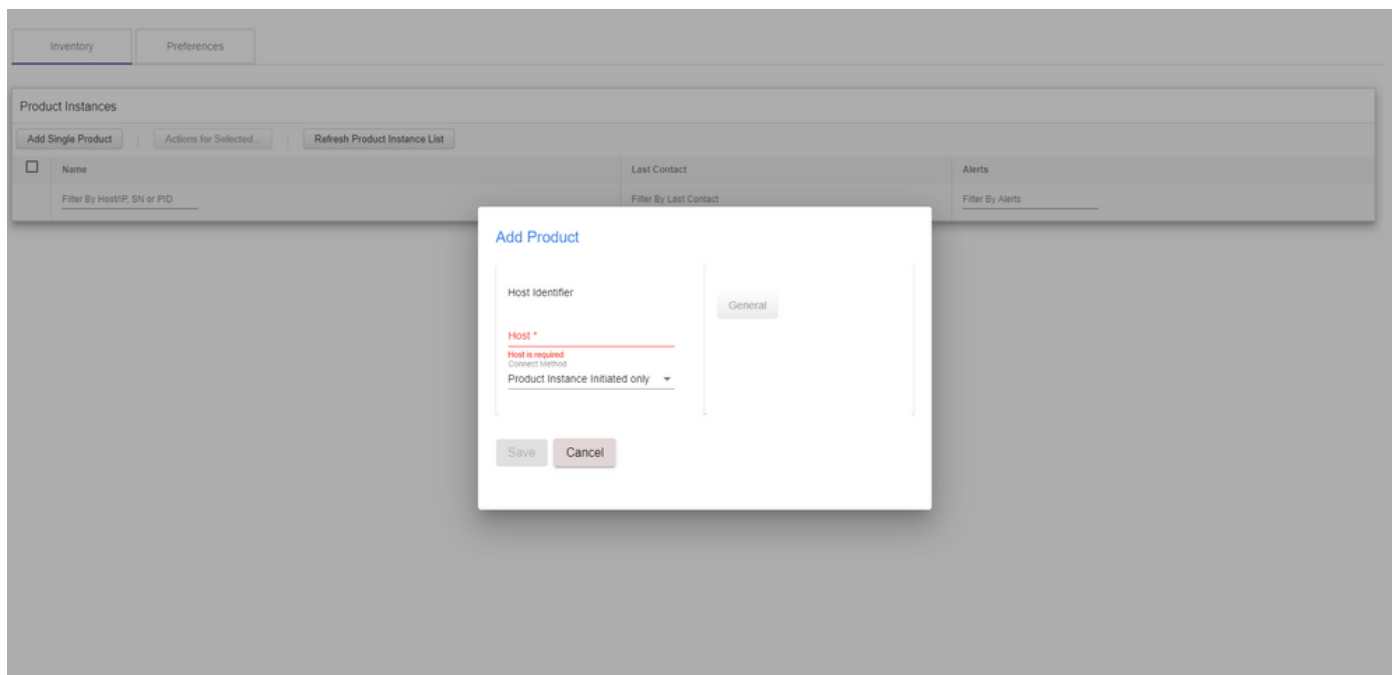 Inventory Preferences
Product Instances
Add Single Product Actions for Selected... Refresh Product Instance List
Name Last Contact Alerts
Filter By Host/IP, SN or PID Filter By Last Contact Filter By Alerts
Add Product
Host Identifier
General
Host *
Host is required
Connect Method
Product Instance Initiated only
Save Cancel